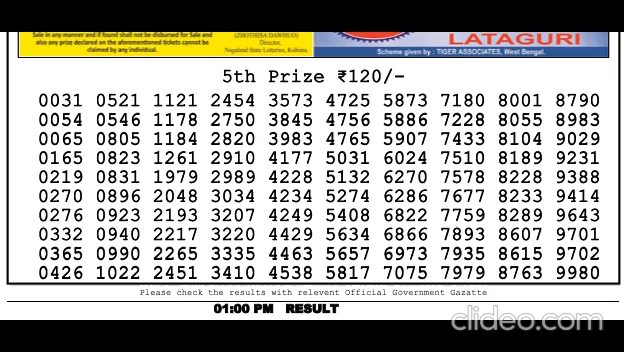 Sale in any manner and if found shall not be disbursed for Sale and
also any prize declared on the aforementioned tickets cannot be
claimed by any individual.
(ZHOTHISA DAWHUO)
Director,
Nagaland State Lotteries, Kohima.
LATAGURI
Scheme given by : TIGER ASSOCIATES, West Bengal.
5th Prize ₹120/-
0031 0521 1121 2454 3573 4725 5873 7180 8001 8790
0054 0546 1178 2750 3845 4756 5886 7228 8055 8983
0065 0805 1184 2820 3983 4765 5907 7433 8104 9029
0165 0823 1261 2910 4177 5031 6024 7510 8189 9231
0219 0831 1979 2989 4228 5132 6270 7578 8228 9388
0270 0896 2048 3034 4234 5274 6286 7677 8233 9414
0276 0923 2193 3207 4249 5408 6822 7759 8289 9643
0332 0940 2217 3220 4429 5634 6866 7893 8607 9701
0365 0990 2265 3335 4463 5657 6973 7935 8615 9702
0426 1022 2451 3410 4538 5817 7075 7979 8763 9980
Please check the results with relevent Official Government Gazatte
01:00 PM RESULT
clideo.com